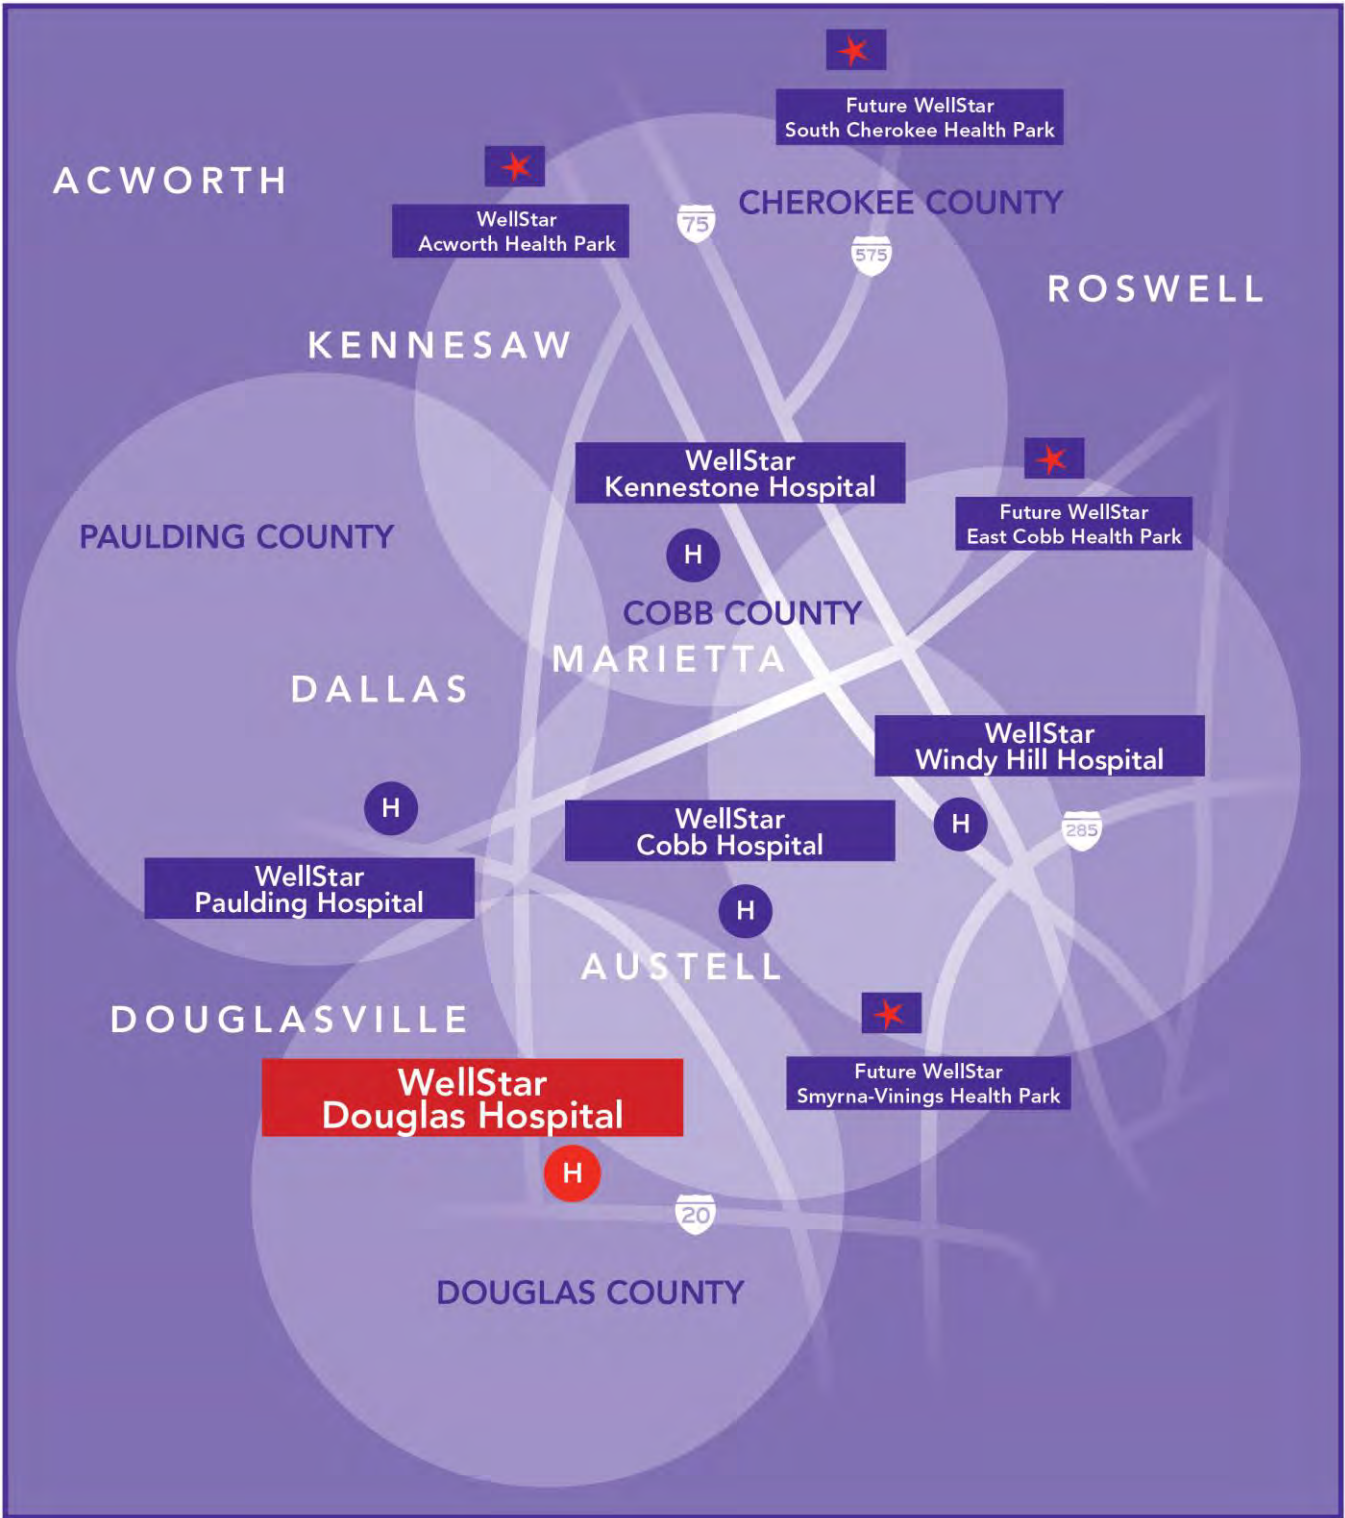 Future WellStar
South Cherokee Health Park
ACWORTH
WellStar
Acworth Health Park
CHEROKEE COUNTY
75
575
ROSWELL
KENNESAW
WellStar
Kennestone Hospital
H
Future WellStar
East Cobb Health Park
PAULDING COUNTY
COBB COUNTY
MARIETTA
DALLAS
WellStar
Windy Hill Hospital
H
285
H
WellStar
Cobb Hospital
H
WellStar
Paulding Hospital
AUSTELL
DOUGLASVILLE
WellStar
Douglas Hospital
H
Future WellStar
Smyrna-Vinings Health Park
20
DOUGLAS COUNTY